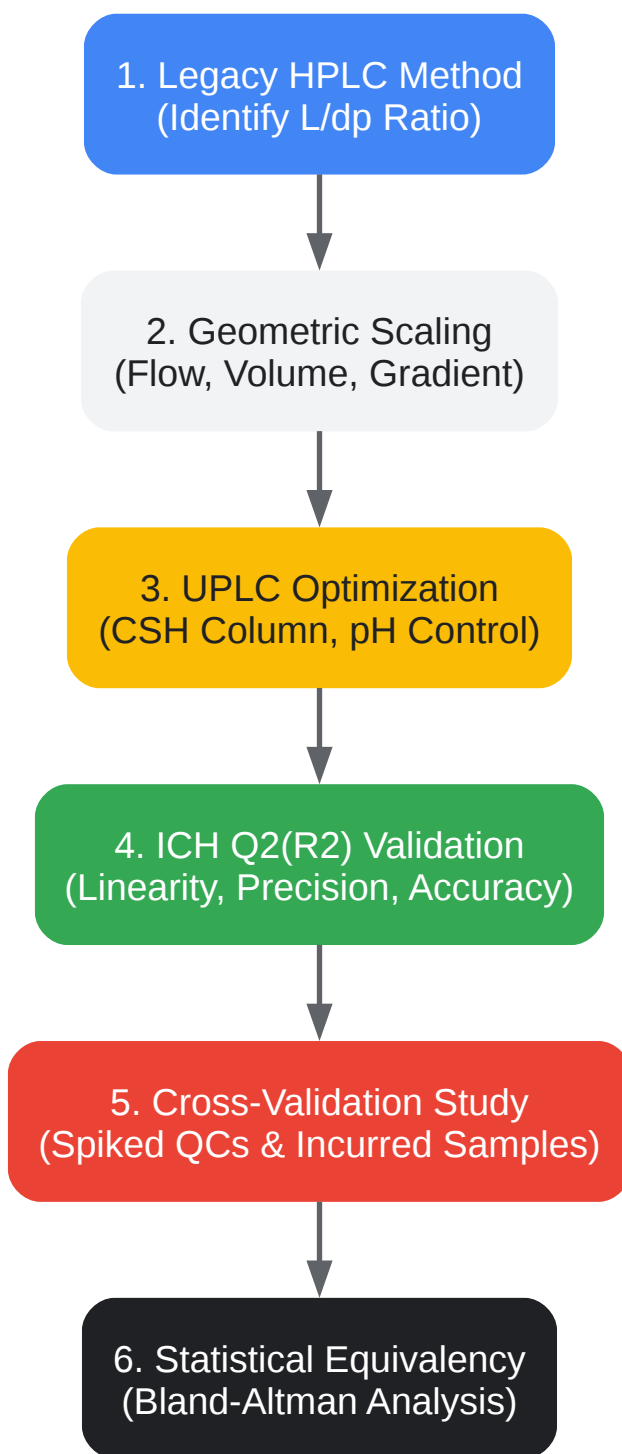 1. Legacy HPLC Method
(Identify L/dp Ratio)
2. Geometric Scaling
(Flow, Volume, Gradient)
3. UPLC Optimization
(CSH Column, pH Control)
4. ICH Q2(R2) Validation
(Linearity, Precision, Accuracy)
5. Cross-Validation Study
(Spiked QCs & Incurred Samples)
6. Statistical Equivalency
(Bland-Altman Analysis)